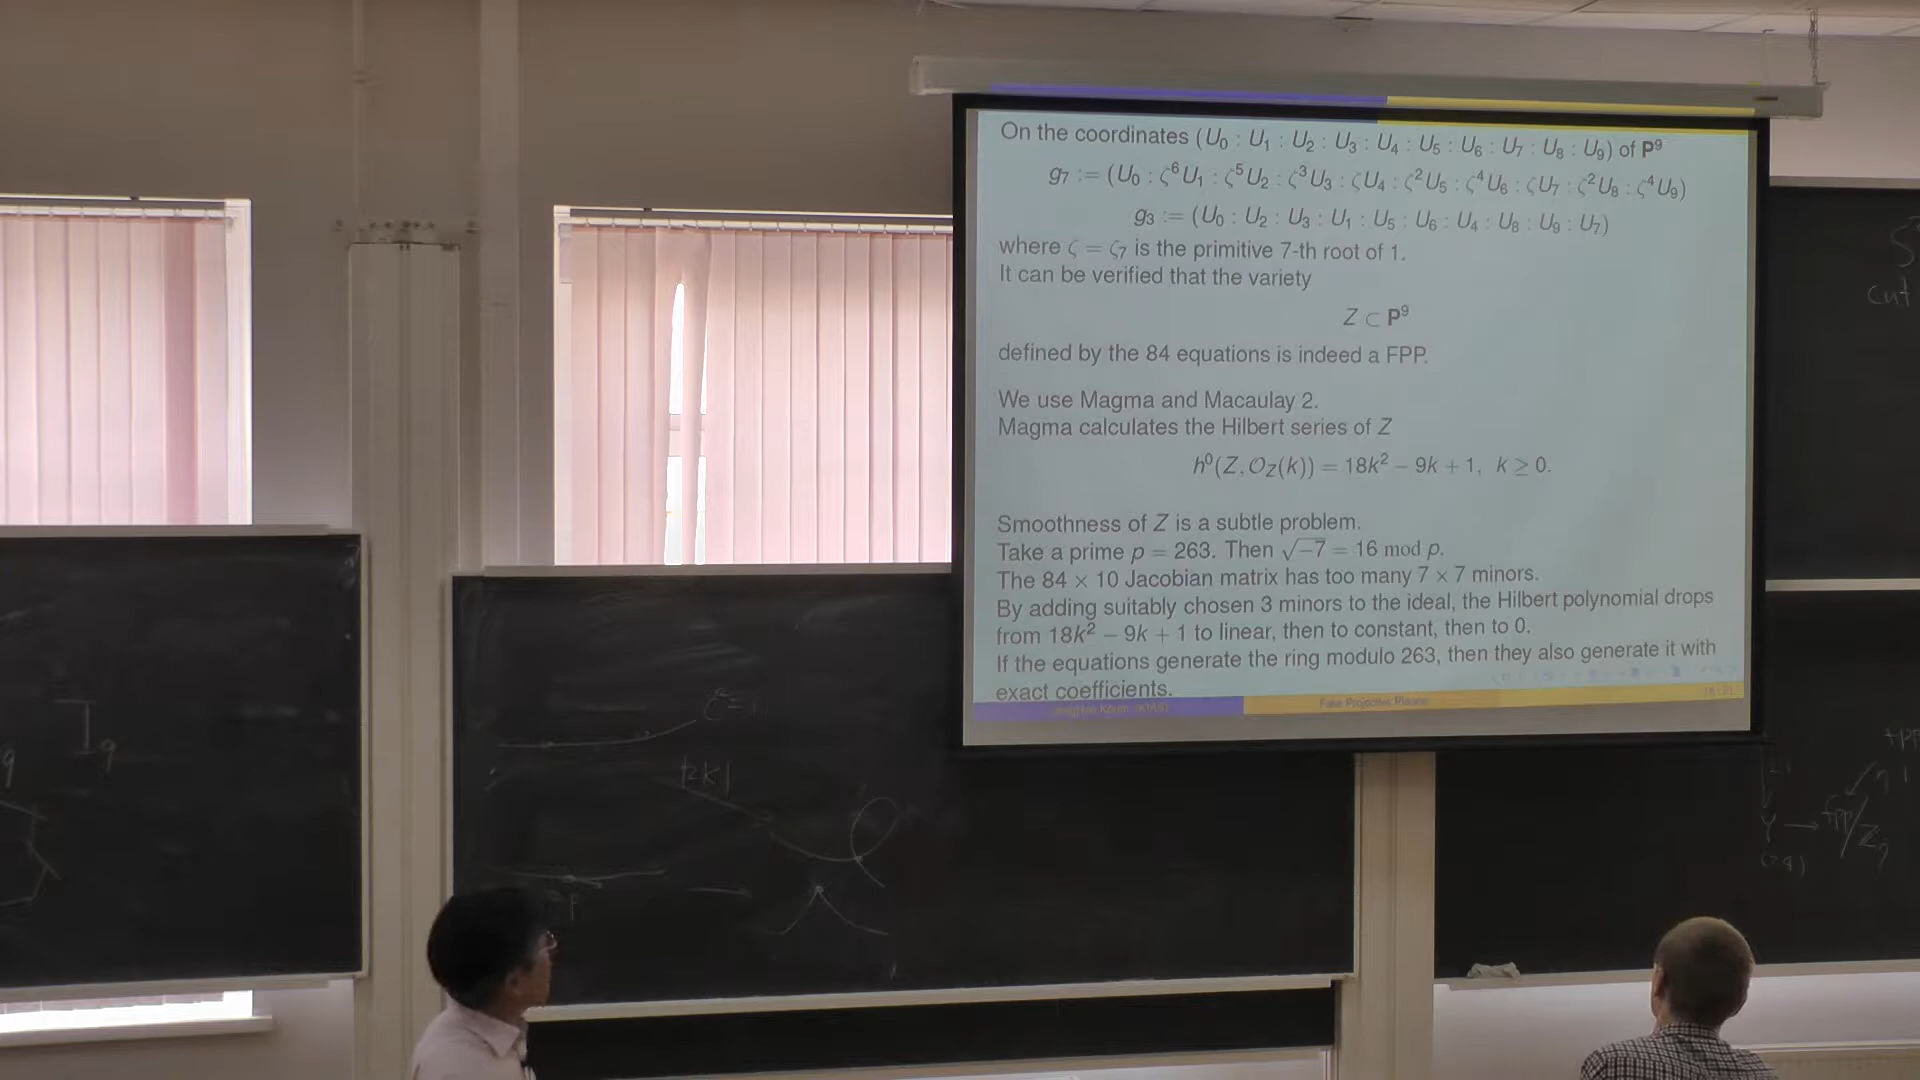 On the coordinates (U₀ : U₁ : U₂ : U₃ : U₄ : U₅ : U₆ : U₇ : U₈ : U₉) of P⁹
g₇ := (U₀ : ζ⁶U₁ : ζ⁵U₂ : ζ³U₃ : ζU₄ : ζ²U₅ : ζ⁴U₆ : ζU₇ : ζ²U₈ : ζ⁴U₉)
g₃ := (U₀ : U₂ : U₃ : U₁ : U₅ : U₆ : U₄ : U₈ : U₉ : U₇)
where ζ = ζ₇ is the primitive 7-th root of 1.
It can be verified that the variety
Z ⊂ P⁹
defined by the 84 equations is indeed a FPP.
We use Magma and Macaulay 2.
Magma calculates the Hilbert series of Z
h⁰(Z, O_Z(k)) = 18k² − 9k + 1, k ≥ 0.
Smoothness of Z is a subtle problem.
Take a prime p = 263. Then √−7 = 16 mod p.
The 84 × 10 Jacobian matrix has too many 7 × 7 minors.
By adding suitably chosen 3 minors to the ideal, the Hilbert polynomial drops
from 18k² − 9k + 1 to linear, then to constant, then to 0.
If the equations generate the ring modulo 263, then they also generate it with
exact coefficients.
Fake Projective Planes
cut
I₉
|2K|
Y → fpp/Z